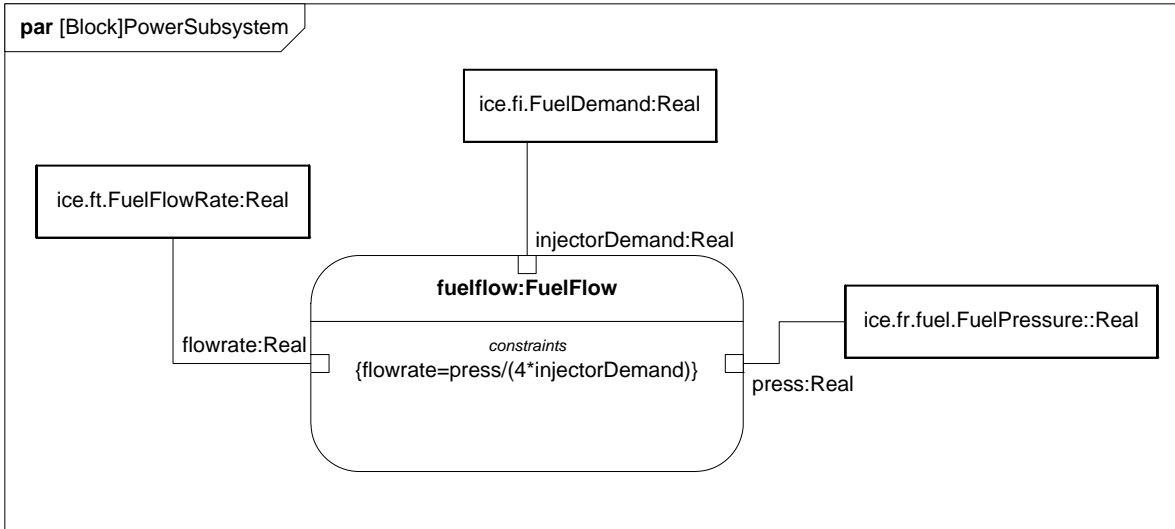 par [Block]PowerSubsystem
ice.fi.FuelDemand:Real
ice.ft.FuelFlowRate:Real
injectorDemand:Real
fuelflow:FuelFlow
ice.fr.fuel.FuelPressure::Real
flowrate:Real
constraints
{flowrate=press/(4*injectorDemand)}
press:Real